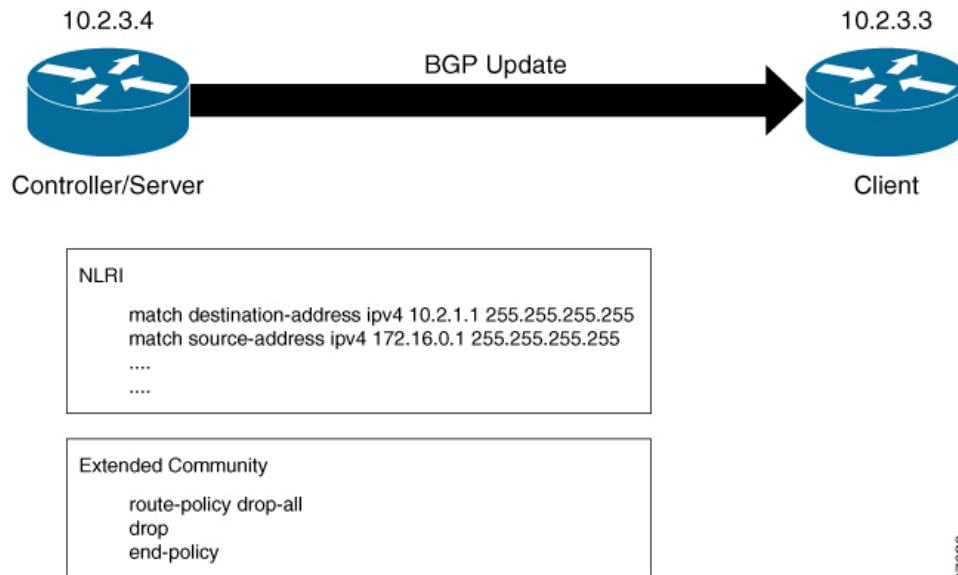 10.2.3.4
10.2.3.3
BGP Update
Controller/Server
Client
NLRI
match destination-address ipv4 10.2.1.1 255.255.255.255
match source-address ipv4 172.16.0.1 255.255.255.255
....
....
Extended Community
route-policy drop-all
drop
end-policy